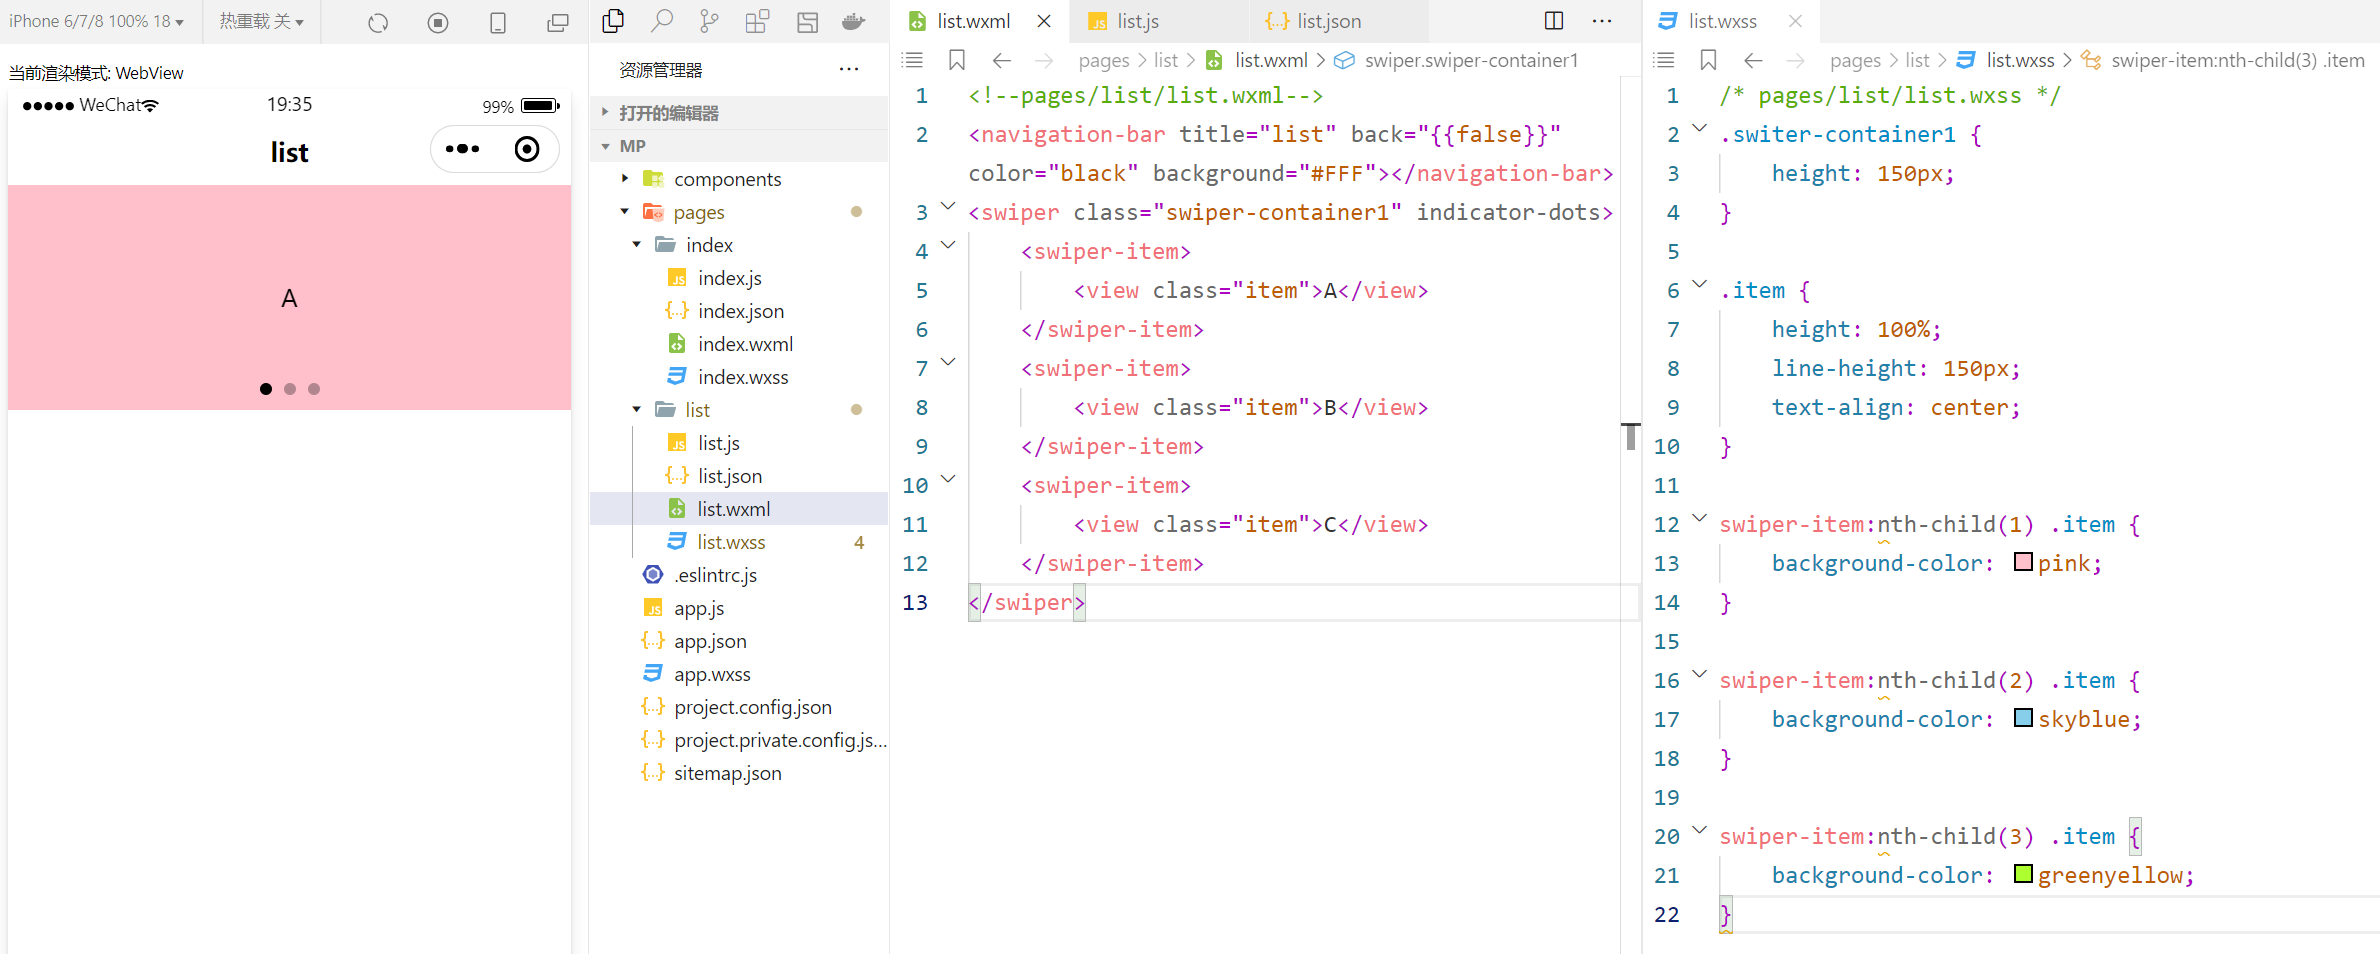 iPhone 6/7/8 100% 18
热重载 关
当前渲染模式: WebView
WeChat
19:35
99%
list
A
资源管理器
打开的编辑器
MP
components
pages
index
index.js
index.json
index.wxml
index.wxss
list
list.js
list.json
list.wxml
list.wxss 4
.eslintrc.js
app.js
app.json
app.wxss
project.config.json
project.private.config.js...
sitemap.json
list.wxml
list.js
list.json
pages > list > list.wxml > swiper.swiper-container1
1 <!--pages/list/list.wxml-->
2 <navigation-bar title="list" back="{{false}}"
color="black" background="#FFF"></navigation-bar>
3 <swiper class="swiper-container1" indicator-dots>
4 <swiper-item>
5 <view class="item">A</view>
6 </swiper-item>
7 <swiper-item>
8 <view class="item">B</view>
9 </swiper-item>
10 <swiper-item>
11 <view class="item">C</view>
12 </swiper-item>
13 </swiper>
list.wxss
pages > list > list.wxss > swiper-item:nth-child(3) .item
1 /* pages/list/list.wxss */
2 .switer-container1 {
3 height: 150px;
4 }
5
6 .item {
7 height: 100%;
8 line-height: 150px;
9 text-align: center;
10 }
11
12 swiper-item:nth-child(1) .item {
13 background-color: pink;
14 }
15
16 swiper-item:nth-child(2) .item {
17 background-color: skyblue;
18 }
19
20 swiper-item:nth-child(3) .item {
21 background-color: greenyellow;
22 }